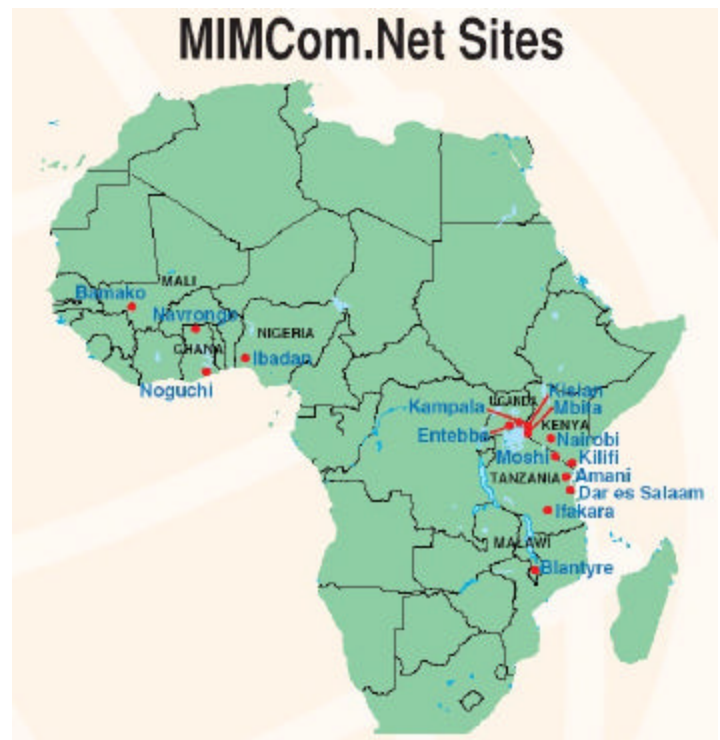 MIMCom.Net Sites
MALI
Bamako
Navrongo
NIGERIA
GHANA
Ibadan
Noguchi
UGANDA
Kisian
Kampala
Mbita
KENYA
Entebbe
Nairobi
Moshi
Kilifi
TANZANIA
Amani
Dar es Salaam
Ifakara
MALAWI
Blantyre